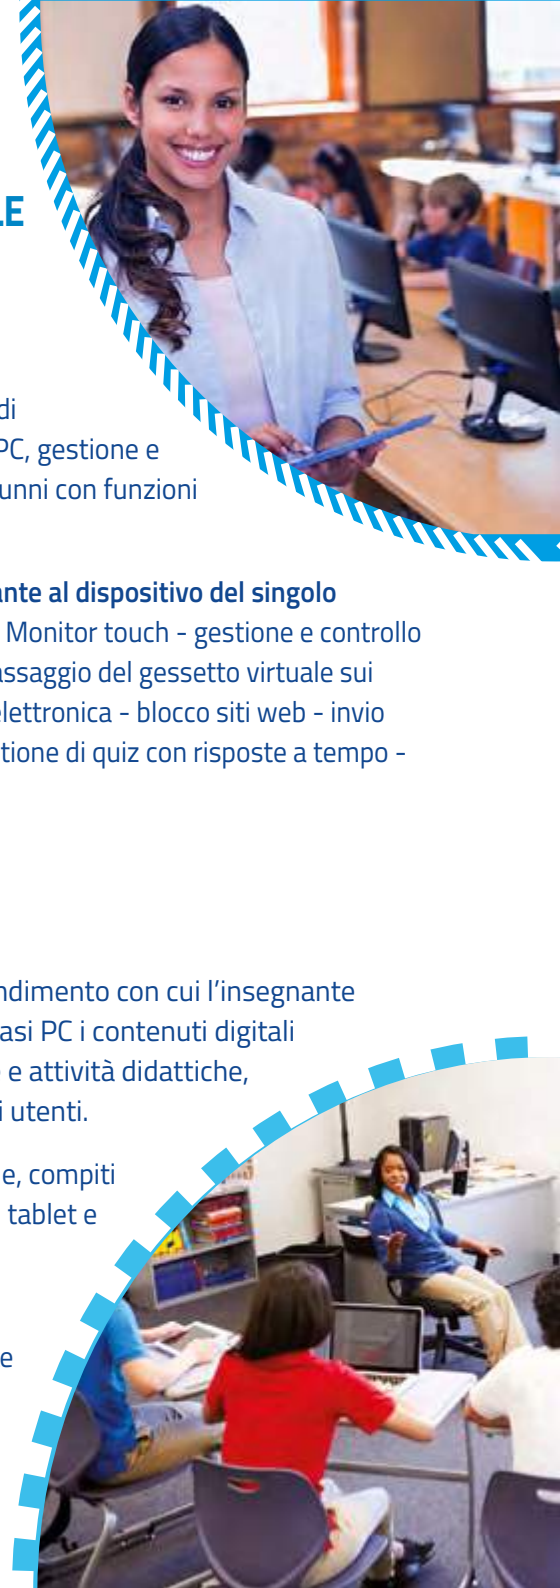 LE
di
PC, gestione e
unni con funzioni
ante al dispositivo del singolo
Monitor touch - gestione e controllo
assaggio del gessetto virtuale sui
elettronica - blocco siti web - invio
tione di quiz con risposte a tempo -
ndimento con cui l’insegnante
asi PC i contenuti digitali
e attività didattiche,
i utenti.
e, compiti
tablet e
e